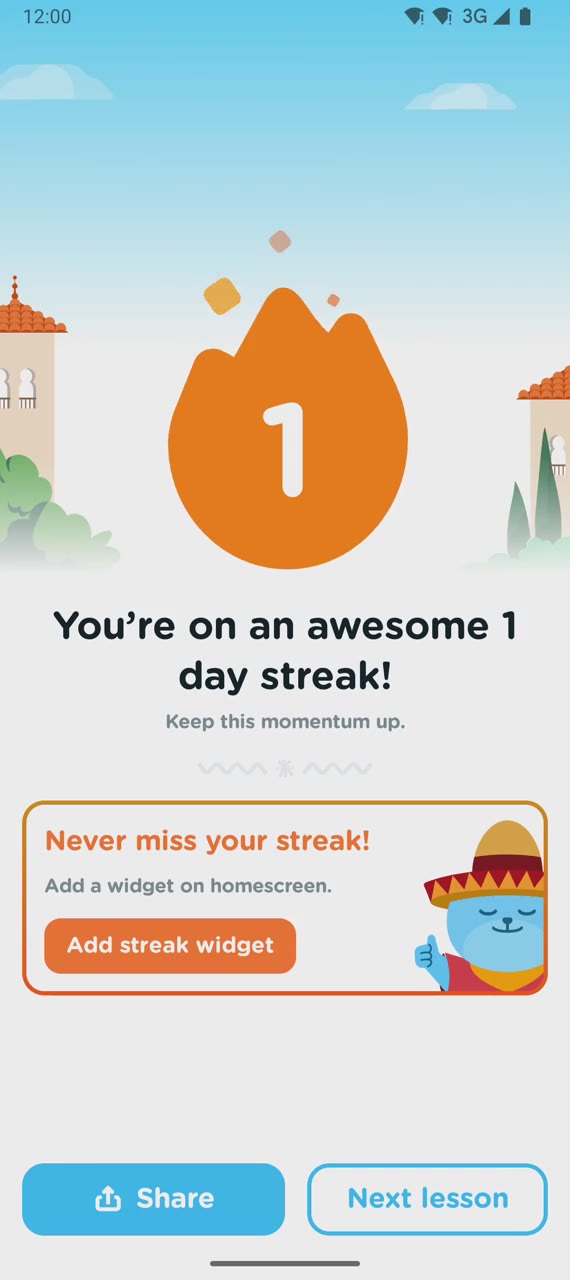 12:00
3G
1
You’re on an awesome 1
day streak!
Keep this momentum up.
Never miss your streak!
Add a widget on homescreen.
Add streak widget
Share
Next lesson